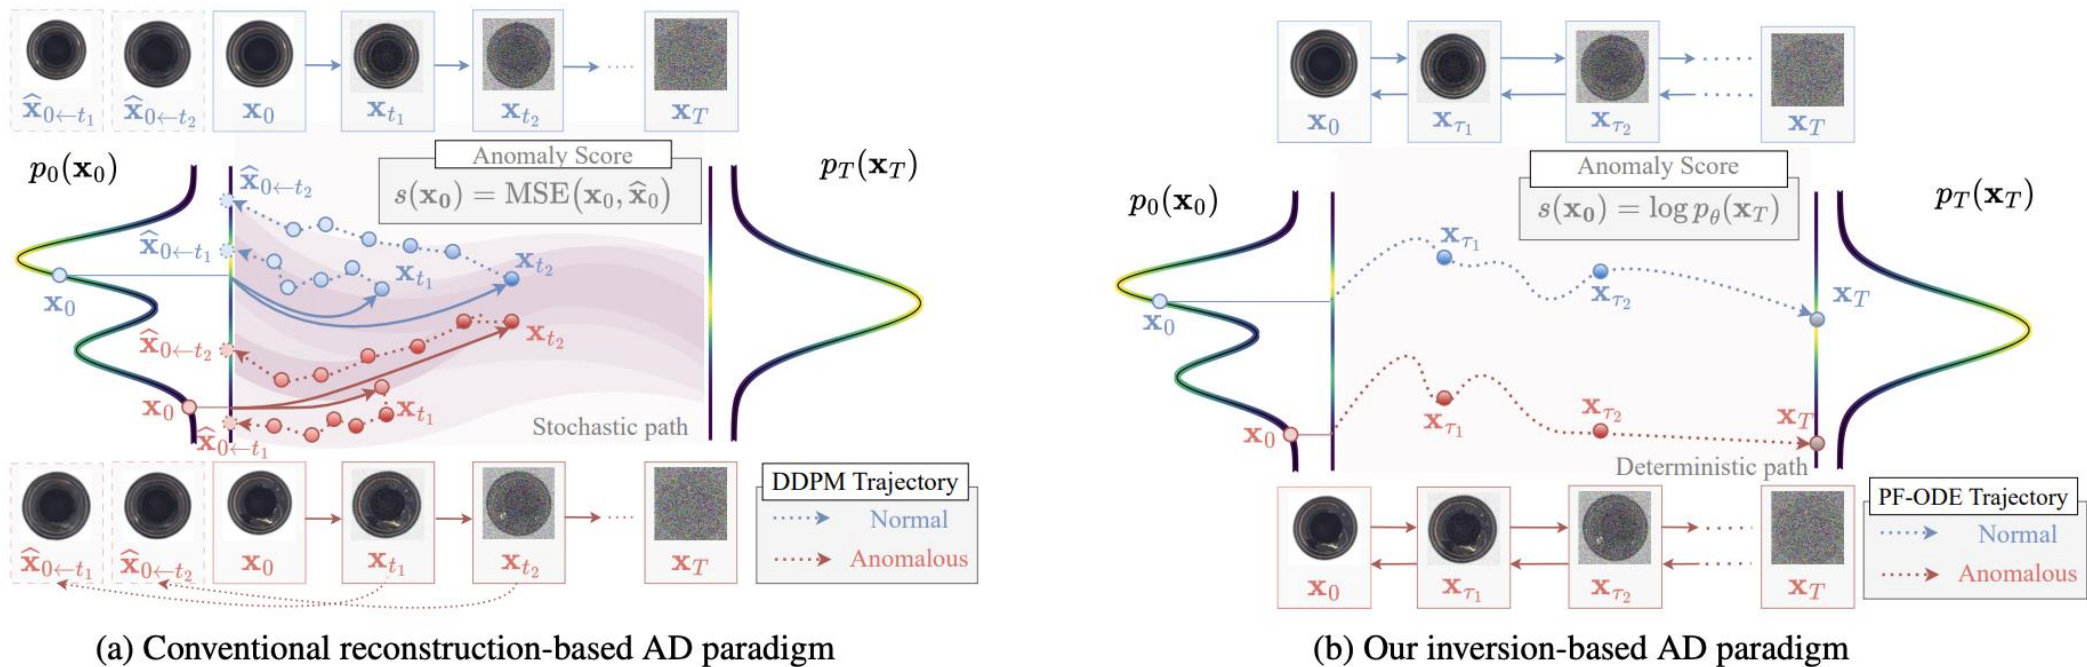 x̂₀←t₁ x̂₀←t₂ x₀ xt₁ xt₂ .... xT
Anomaly Score
s(x₀) = MSE(x₀, x̂₀)
p₀(x₀)
pT(xT)
x̂₀←t₂
x̂₀←t₁
xt₁
xt₂
x₀
x̂₀←t₂
xt₂
x₀
xt₁
x̂₀←t₁
Stochastic path
x̂₀←t₁ x̂₀←t₂ x₀ xt₁ xt₂ .... xT
DDPM Trajectory
Normal
Anomalous
(a) Conventional reconstruction-based AD paradigm
x₀ xτ₁ xτ₂ xT
Anomaly Score
s(x₀) = log pθ(xT)
p₀(x₀)
pT(xT)
xτ₁
xτ₂
xT
x₀
xτ₁
xτ₂
xT
x₀
Deterministic path
x₀ xτ₁ xτ₂ xT
PF-ODE Trajectory
Normal
Anomalous
(b) Our inversion-based AD paradigm